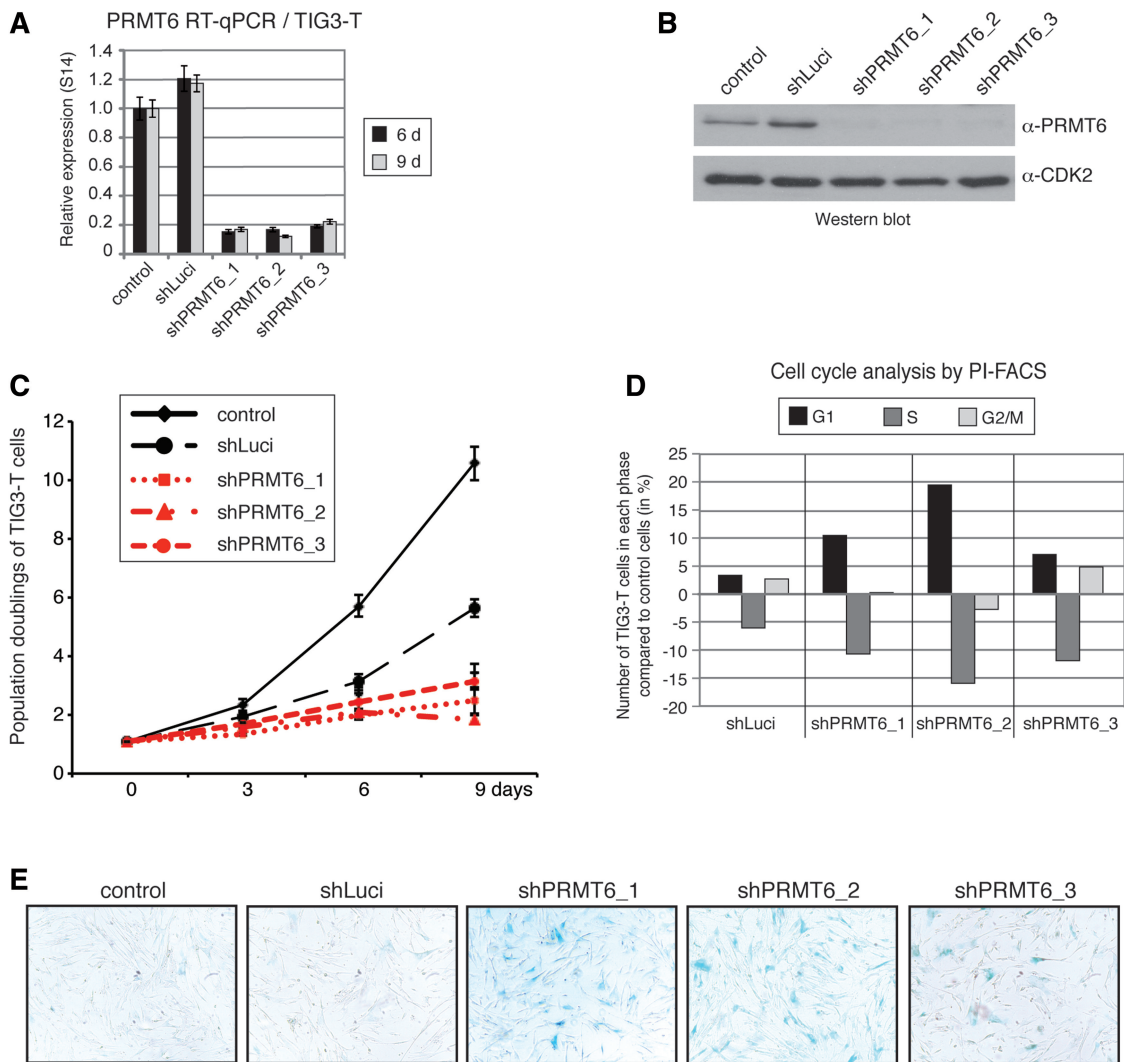 A
PRMT6 RT-qPCR / TIG3-T
Relative expression (S14)
1.4
1.2
1.0
0.8
0.6
0.4
0.2
0
control
shLuci
shPRMT6_1
shPRMT6_2
shPRMT6_3
6 d
9 d
B
control
shLuci
shPRMT6_1
shPRMT6_2
shPRMT6_3
α-PRMT6
α-CDK2
Western blot
C
Population doublings of TIG3-T cells
12
10
8
6
4
2
0
control
shLuci
shPRMT6_1
shPRMT6_2
shPRMT6_3
0
3
6
9 days
D
Cell cycle analysis by PI-FACS
G1
S
G2/M
Number of TIG3-T cells in each phase
compared to control cells (in %)
25
20
15
10
5
0
-5
-10
-15
-20
shLuci
shPRMT6_1
shPRMT6_2
shPRMT6_3
E
control
shLuci
shPRMT6_1
shPRMT6_2
shPRMT6_3